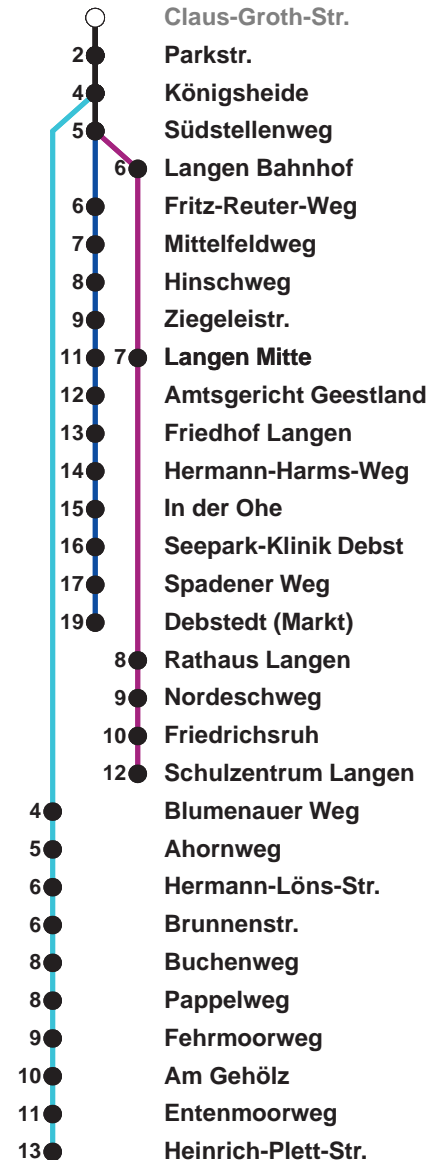 Claus-Groth-Str.
2 Parkstr.
4 Königsheide
5 Südstellenweg
6 Langen Bahnhof
6 Fritz-Reuter-Weg
7 Mittelfeldweg
8 Hinschweg
9 Ziegeleistr.
11 7 Langen Mitte
12 Amtsgericht Geestland
13 Friedhof Langen
14 Hermann-Harms-Weg
15 In der Ohe
16 Seepark-Klinik Debst
17 Spadener Weg
19 Debstedt (Markt)
8 Rathaus Langen
9 Nordeschweg
10 Friedrichsruh
12 Schulzentrum Langen
4 Blumenauer Weg
5 Ahornweg
6 Hermann-Löns-Str.
6 Brunnenstr.
8 Buchenweg
8 Pappelweg
9 Fehrmoorweg
10 Am Gehölz
11 Entenmoorweg
13 Heinrich-Plett-Str.